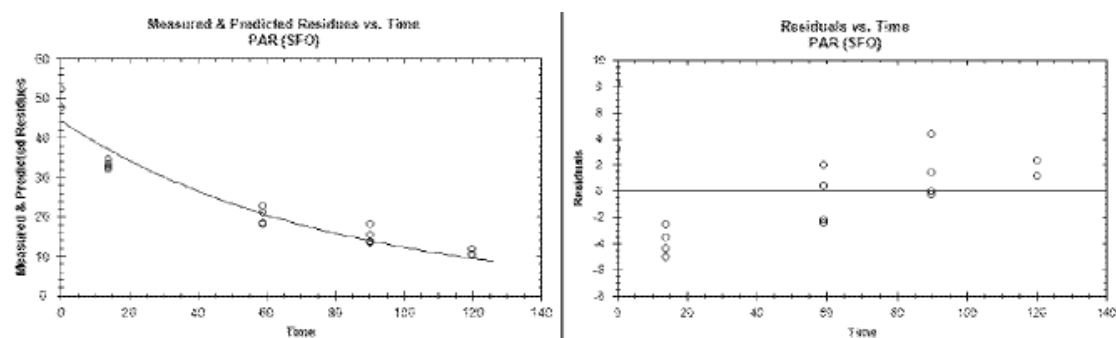 Measured & Predicted Residues vs. Time
PAR (SFO)
Measured & Predicted Residues
60
50
40
30
20
10
0
0 20 40 60 80 100 120 140
Time
Residuals vs. Time
PAR (SFO)
Residuals
10
8
6
4
2
0
-2
-4
-6
-8
0 20 40 60 80 100 120 140
Time